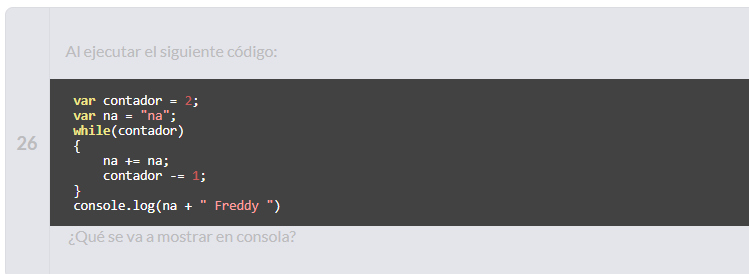 Al ejecutar el siguiente código:
var contador = 2;
var na = "na";
while(contador)
{
    na += na;
    contador -= 1;
}
console.log(na + " Freddy ")
26
¿Qué se va a mostrar en consola?